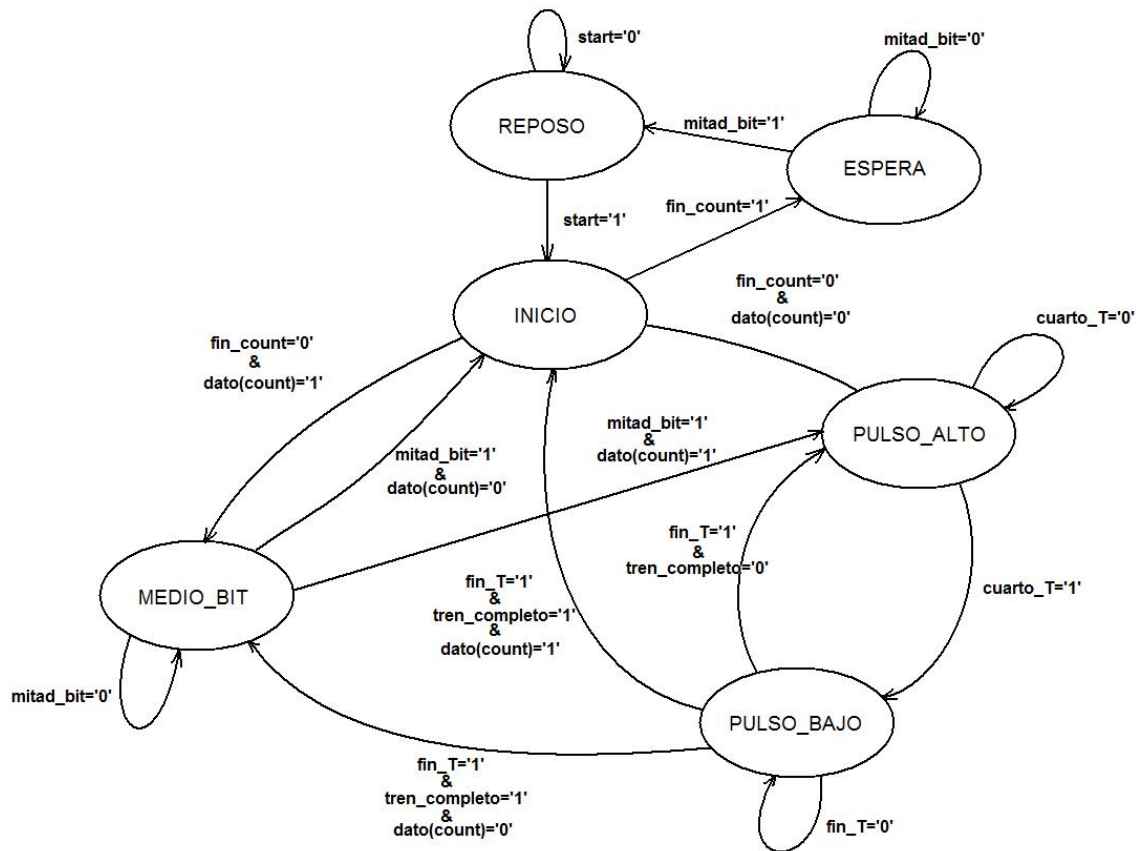 start='0'
mitad_bit='0'
REPOSO
mitad_bit='1'
ESPERA
start='1'
fin_count='1'
INICIO
fin_count='0'
&
dato(count)='0'
cuarto_T='0'
fin_count='0'
&
dato(count)='1'
mitad_bit='1'
&
dato(count)='1'
PULSO_ALTO
mitad_bit='1'
&
dato(count)='0'
fin_T='1'
&
tren_completo='0'
MEDIO_BIT
fin_T='1'
&
tren_completo='1'
&
dato(count)='1'
cuarto_T='1'
mitad_bit='0'
PULSO_BAJO
fin_T='1'
&
tren_completo='1'
&
dato(count)='0'
fin_T='0'